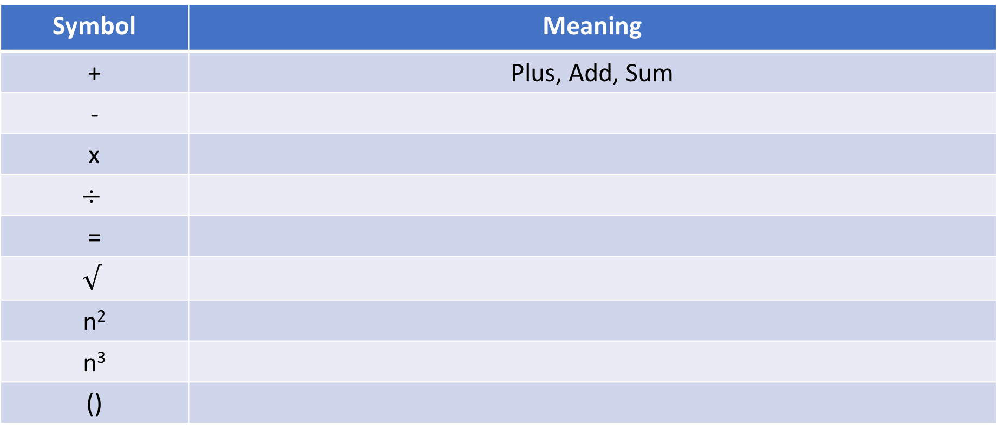 Symbol Meaning
+ Plus, Add, Sum
-
x
÷
=
√
n²
n³
()